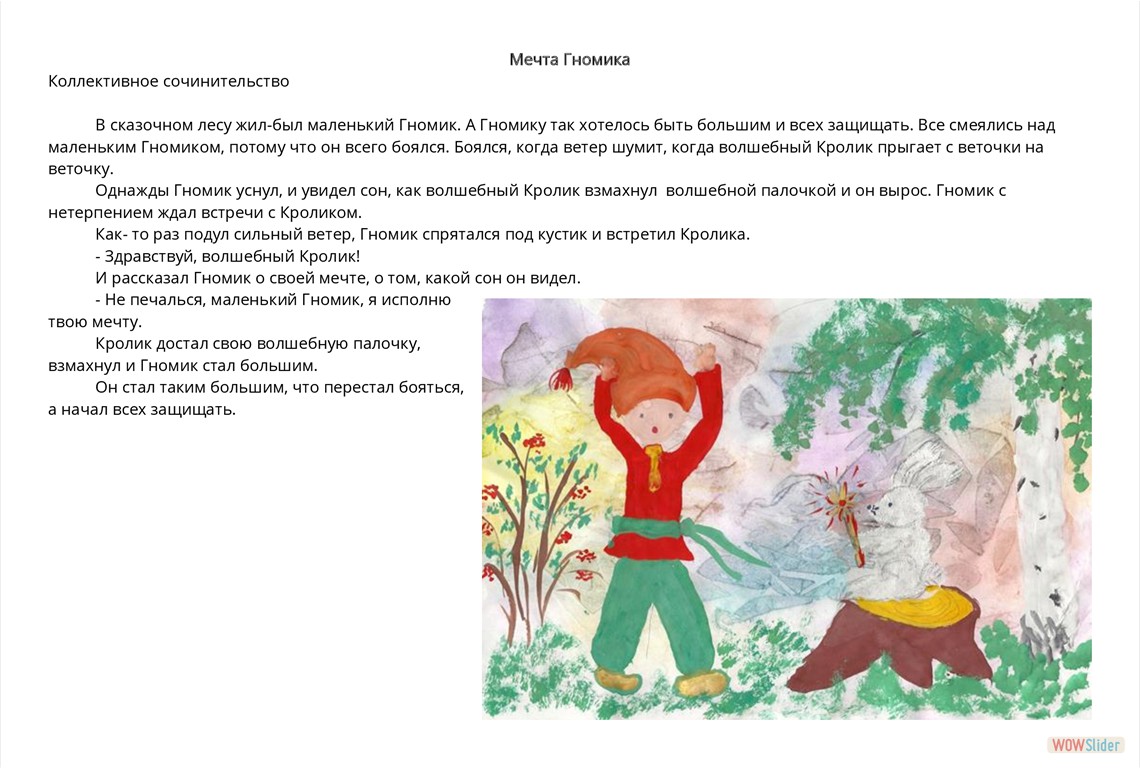 Мечта Гномика
Коллективное сочинительство
В сказочном лесу жил-был маленький Гномик. А Гномику так хотелось быть большим и всех защищать. Все смеялись над
маленьким Гномиком, потому что он всего боялся. Боялся, когда ветер шумит, когда волшебный Кролик прыгает с веточки на
веточку.
Однажды Гномик уснул, и увидел сон, как волшебный Кролик взмахнул  волшебной палочкой и он вырос. Гномик с
нетерпением ждал встречи с Кроликом.
Как- то раз подул сильный ветер, Гномик спрятался под кустик и встретил Кролика.
- Здравствуй, волшебный Кролик!
И рассказал Гномик о своей мечте, о том, какой сон он видел.
- Не печалься, маленький Гномик, я исполню
твою мечту.
Кролик достал свою волшебную палочку,
взмахнул и Гномик стал большим.
Он стал таким большим, что перестал бояться,
а начал всех защищать.
WOWSlider